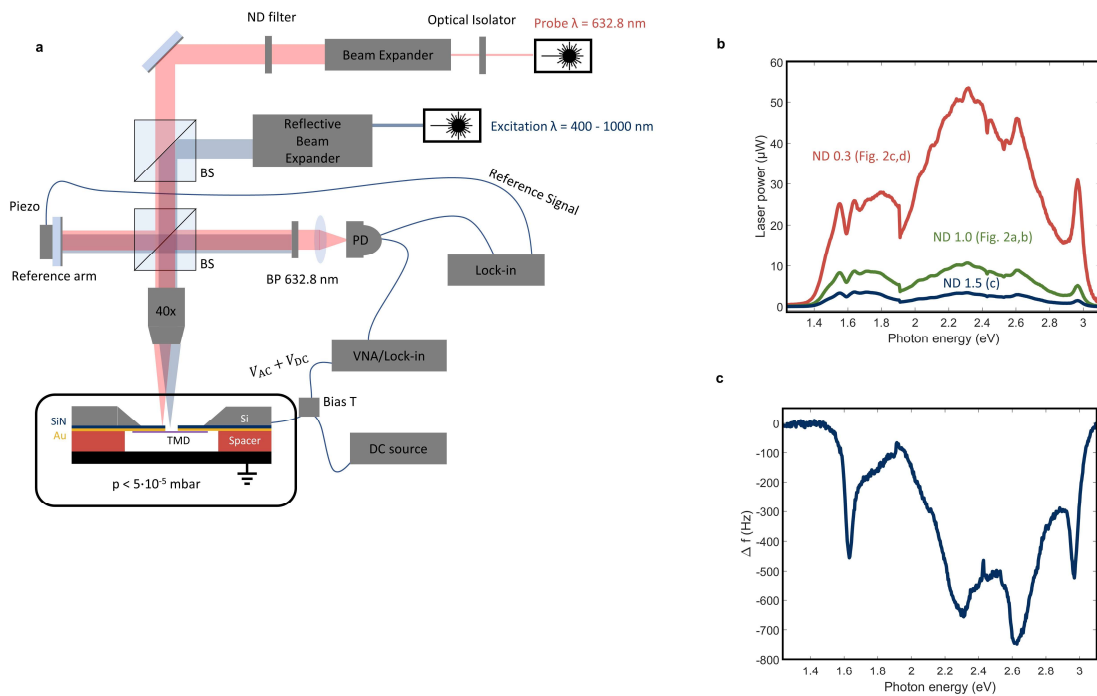 a
ND filter
Optical Isolator
Probe λ = 632.8 nm
Beam Expander
Reflective
Beam
Expander
Excitation λ = 400 - 1000 nm
BS
Reference Signal
Piezo
PD
Reference arm
BS
BP 632.8 nm
Lock-in
40x
VAC + VDC
VNA/Lock-in
Bias T
SiN
Si
Au
TMD
Spacer
DC source
p < 5·10-5 mbar
b
60
50
40
30
20
10
0
Laser power (µW)
ND 0.3 (Fig. 2c,d)
ND 1.0 (Fig. 2a,b)
ND 1.5 (c)
1.4 1.6 1.8 2 2.2 2.4 2.6 2.8 3
Photon energy (eV)
c
100
0
-100
-200
-300
-400
-500
-600
-700
-800
Δ f (Hz)
1.4 1.6 1.8 2 2.2 2.4 2.6 2.8 3
Photon energy (eV)